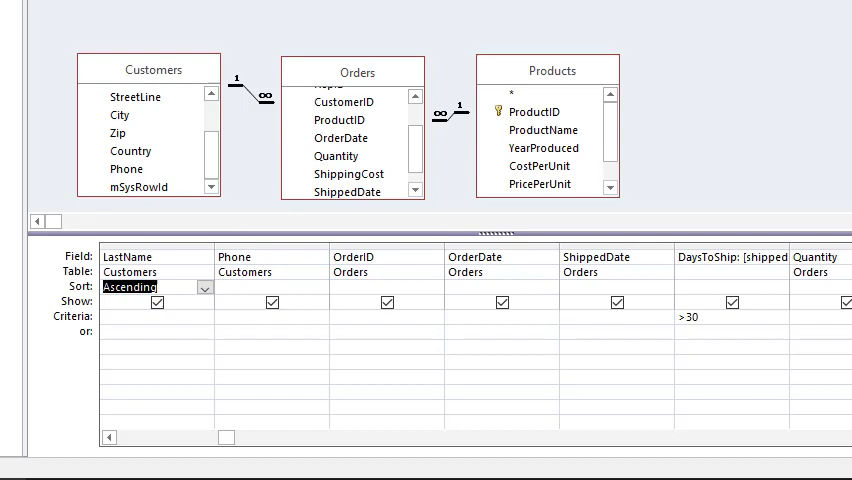 Customers
StreetLine
City
Zip
Country
Phone
mSysRowId
1
∞
Orders
CustomerID
ProductID
OrderDate
Quantity
ShippingCost
ShippedDate
∞
1
Products
*
ProductID
ProductName
YearProduced
CostPerUnit
PricePerUnit
Field: LastName Phone OrderID OrderDate ShippedDate DaysToShip: [shipped Quantity
Table: Customers Customers Orders Orders Orders Orders
Sort: Ascending
Show:
Criteria: >30
or: